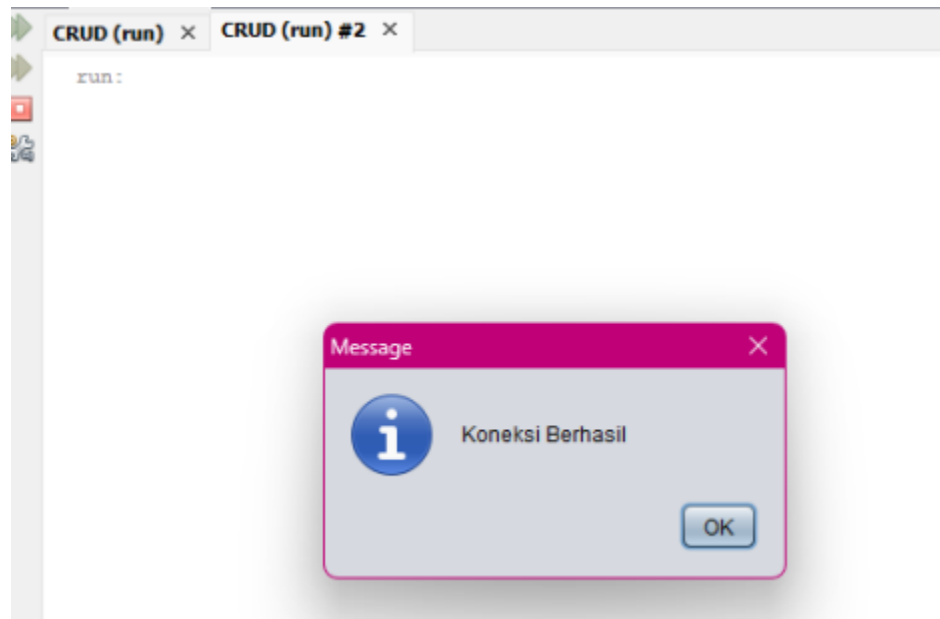 CRUD (run) × CRUD (run) #2 ×
run:
Message
Koneksi Berhasil
OK